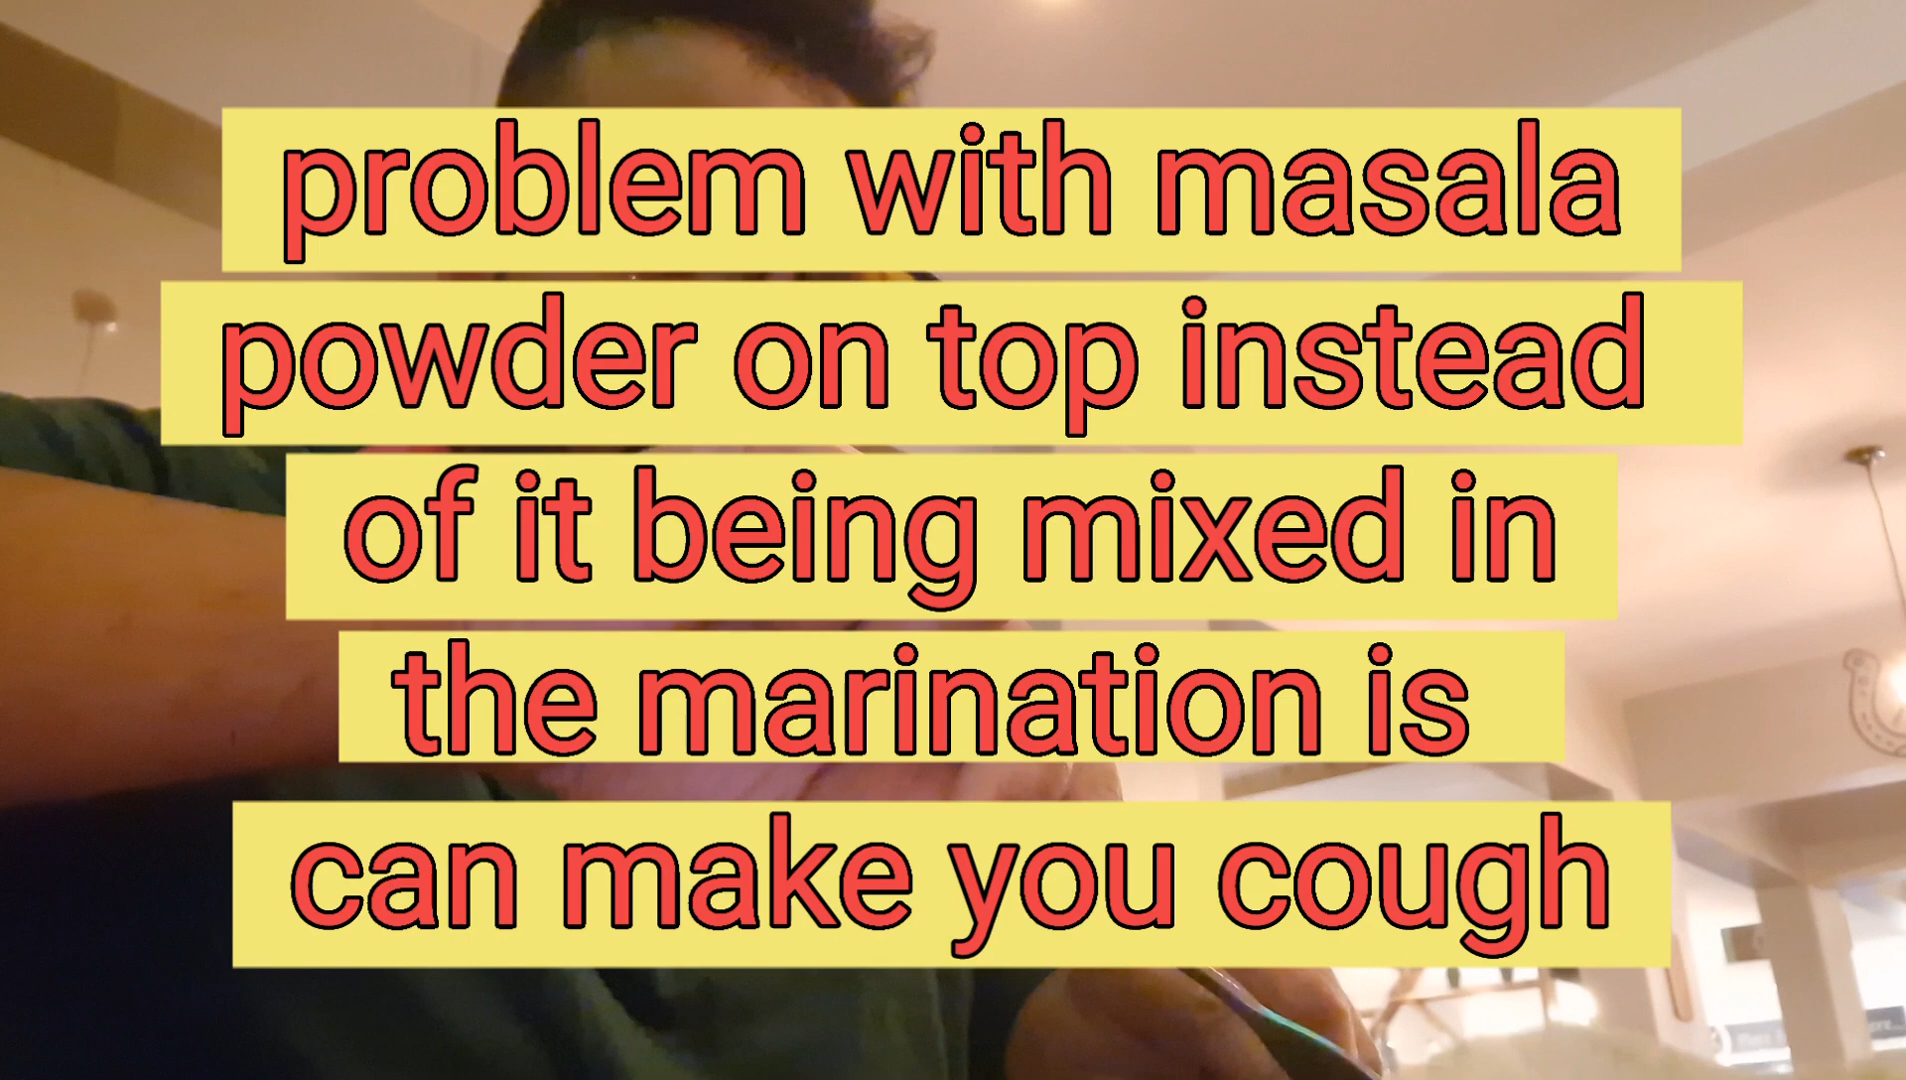 problem with masala
powder on top instead
of it being mixed in
the marination is
can make you cough